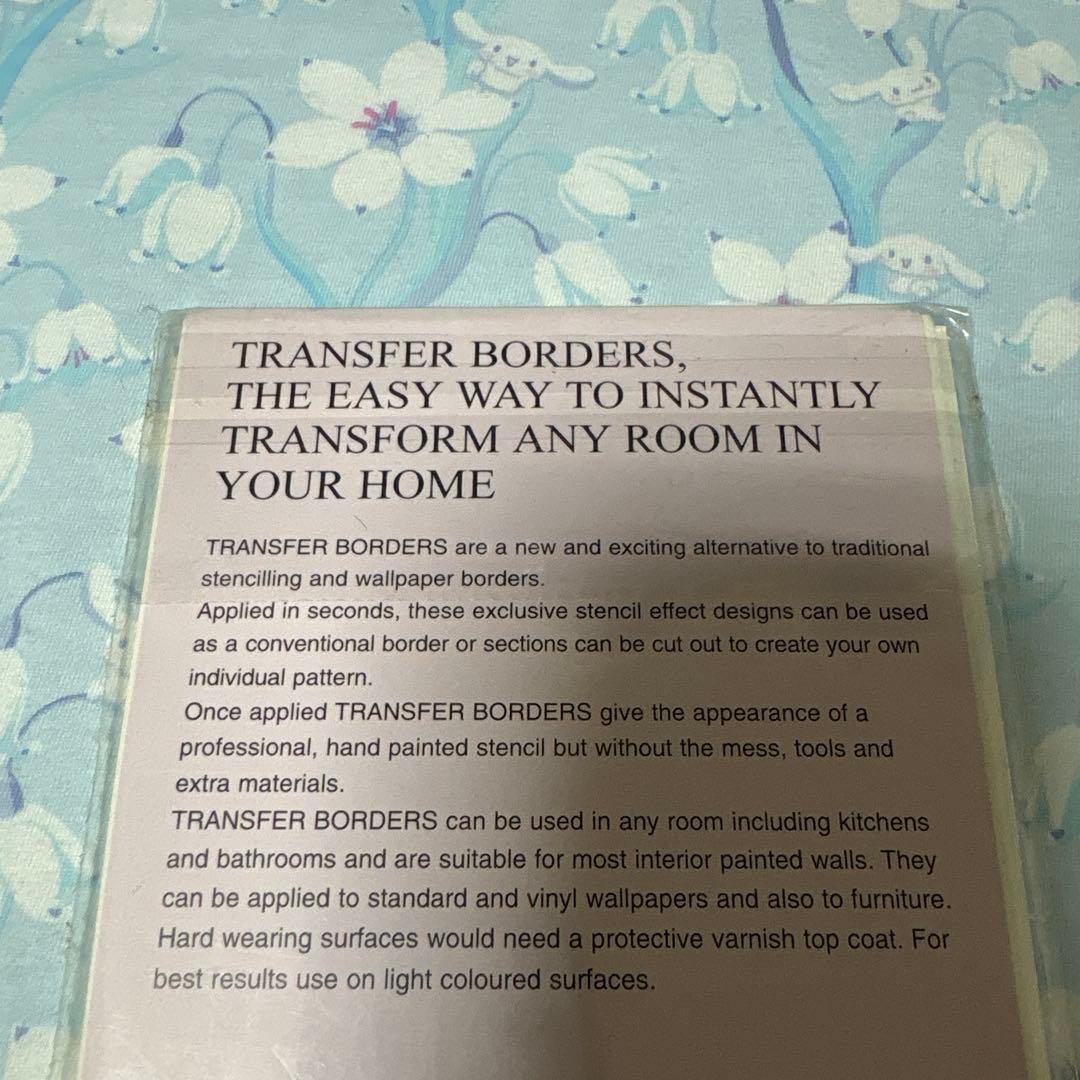 TRANSFER BORDERS,
THE EASY WAY TO INSTANTLY
TRANSFORM ANY ROOM IN
YOUR HOME
TRANSFER BORDERS are a new and exciting alternative to traditional
stencilling and wallpaper borders.
Applied in seconds, these exclusive stencil effect designs can be used
as a conventional border or sections can be cut out to create your own
individual pattern.
Once applied TRANSFER BORDERS give the appearance of a
professional, hand painted stencil but without the mess, tools and
extra materials.
TRANSFER BORDERS can be used in any room including kitchens
and bathrooms and are suitable for most interior painted walls. They
can be applied to standard and vinyl wallpapers and also to furniture.
Hard wearing surfaces would need a protective varnish top coat. For
best results use on light coloured surfaces.